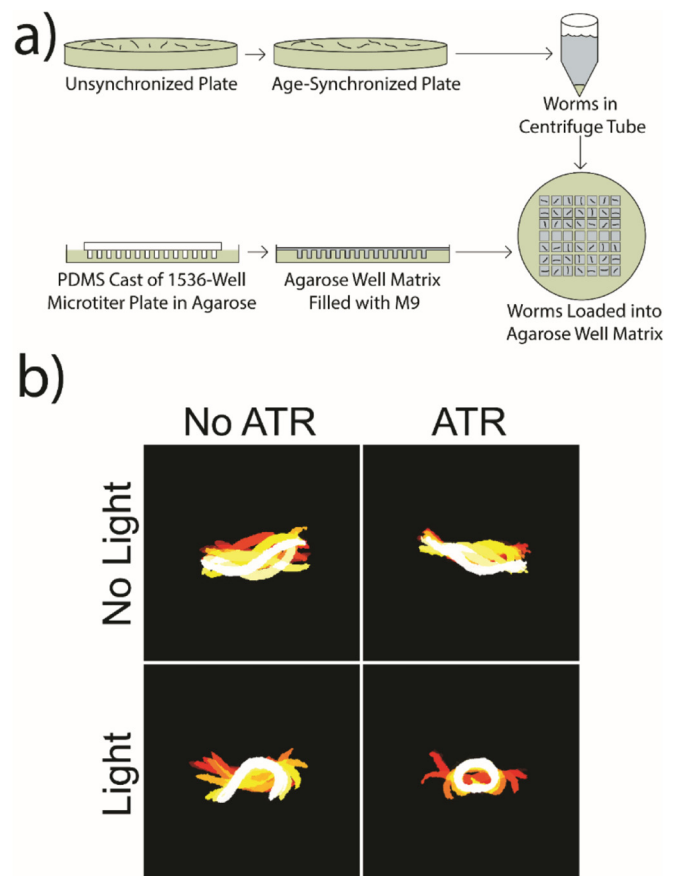 a)
Unsynchronized Plate
Age-Synchronized Plate
Worms in
Centrifuge Tube
PDMS Cast of 1536-Well
Microtiter Plate in Agarose
Agarose Well Matrix
Filled with M9
Worms Loaded into
Agarose Well Matrix
b)
No ATR
ATR
No Light
Light